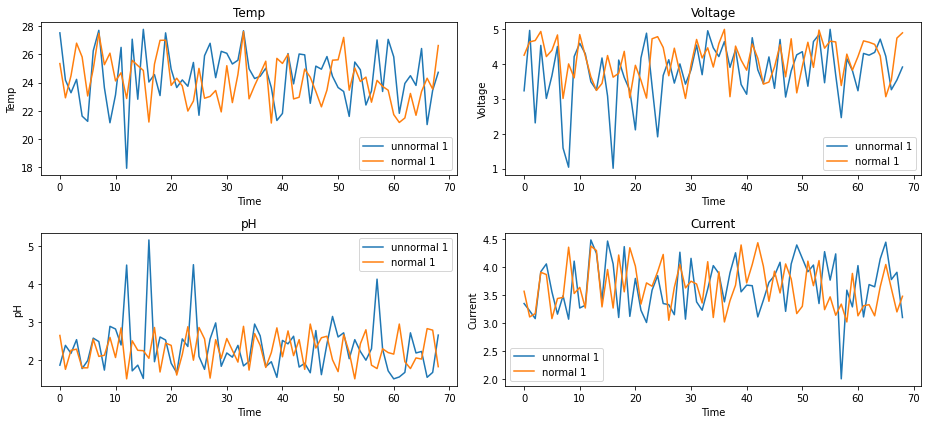 Temp
Temp
28
26
24
22
20
18
0 10 20 30 40 50 60 70
Time
unnormal 1
normal 1
Voltage
Voltage
5
4
3
2
1
0 10 20 30 40 50 60 70
Time
unnormal 1
normal 1
pH
pH
5
4
3
2
0 10 20 30 40 50 60 70
Time
unnormal 1
normal 1
Current
Current
4.5
4.0
3.5
3.0
2.5
2.0
0 10 20 30 40 50 60 70
Time
unnormal 1
normal 1